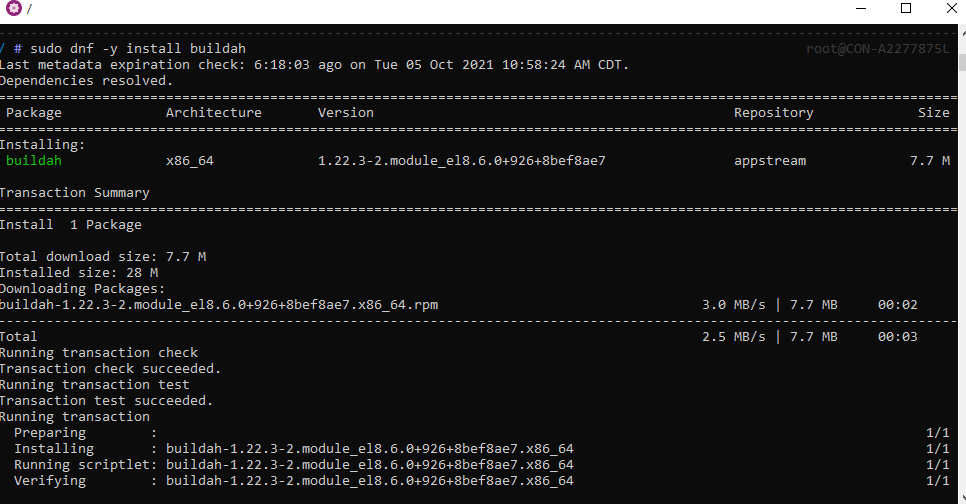 /
/ # sudo dnf -y install buildah root@CON-A2277875L
Last metadata expiration check: 6:18:03 ago on Tue 05 Oct 2021 10:58:24 AM CDT.
Dependencies resolved.
Package Architecture Version Repository Size
Installing:
buildah x86_64 1.22.3-2.module_el8.6.0+926+8bef8ae7 appstream 7.7 M
Transaction Summary
Install 1 Package
Total download size: 7.7 M
Installed size: 28 M
Downloading Packages:
buildah-1.22.3-2.module_el8.6.0+926+8bef8ae7.x86_64.rpm 3.0 MB/s | 7.7 MB 00:02
Total 2.5 MB/s | 7.7 MB 00:03
Running transaction check
Transaction check succeeded.
Running transaction test
Transaction test succeeded.
Running transaction
Preparing : 1/1
Installing : buildah-1.22.3-2.module_el8.6.0+926+8bef8ae7.x86_64 1/1
Running scriptlet: buildah-1.22.3-2.module_el8.6.0+926+8bef8ae7.x86_64 1/1
Verifying : buildah-1.22.3-2.module_el8.6.0+926+8bef8ae7.x86_64 1/1